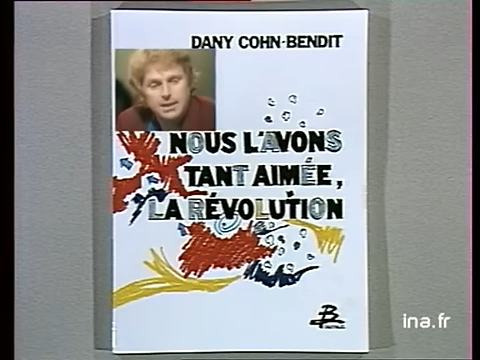 DANY COHN-BENDIT
NOUS L'AVONS
TANT AIMÉE,
LA RÉVOLUTION
B
ina.fr